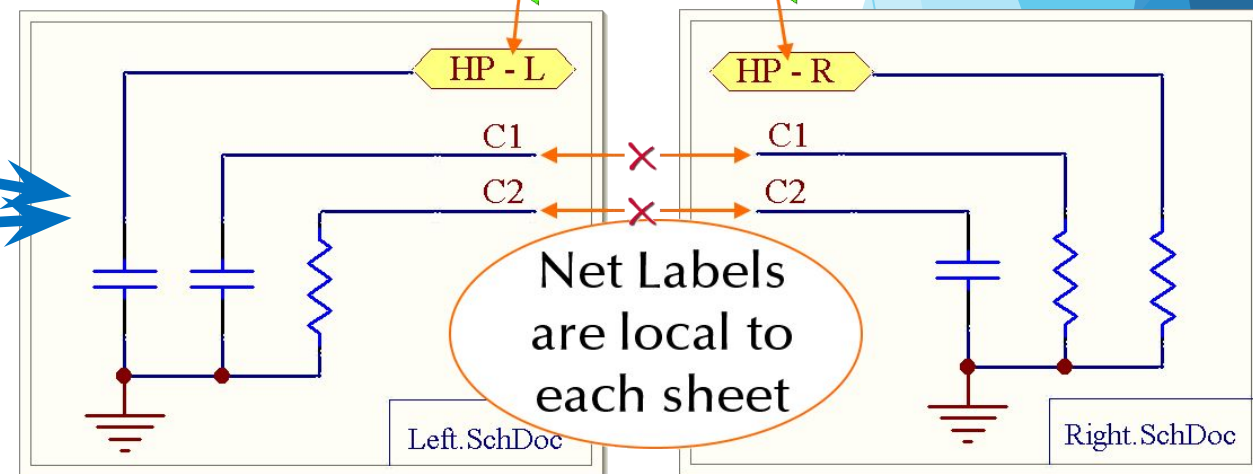 HP - L
HP - R
C1
C1
C2
C2
Net Labels
are local to
each sheet
Left.SchDoc
Right.SchDoc